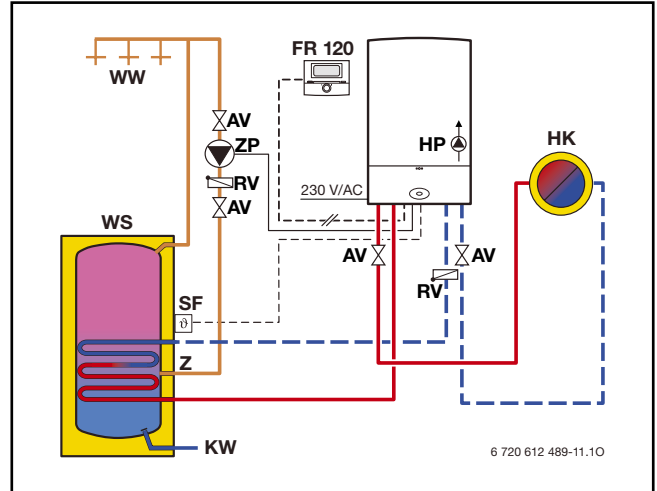 FR 120
WW
AV
ZP
HP
HK
RV
230 V/AC
AV
WS
AV
AV
RV
SF
ϑ
Z
KW
6 720 612 489-11.1O